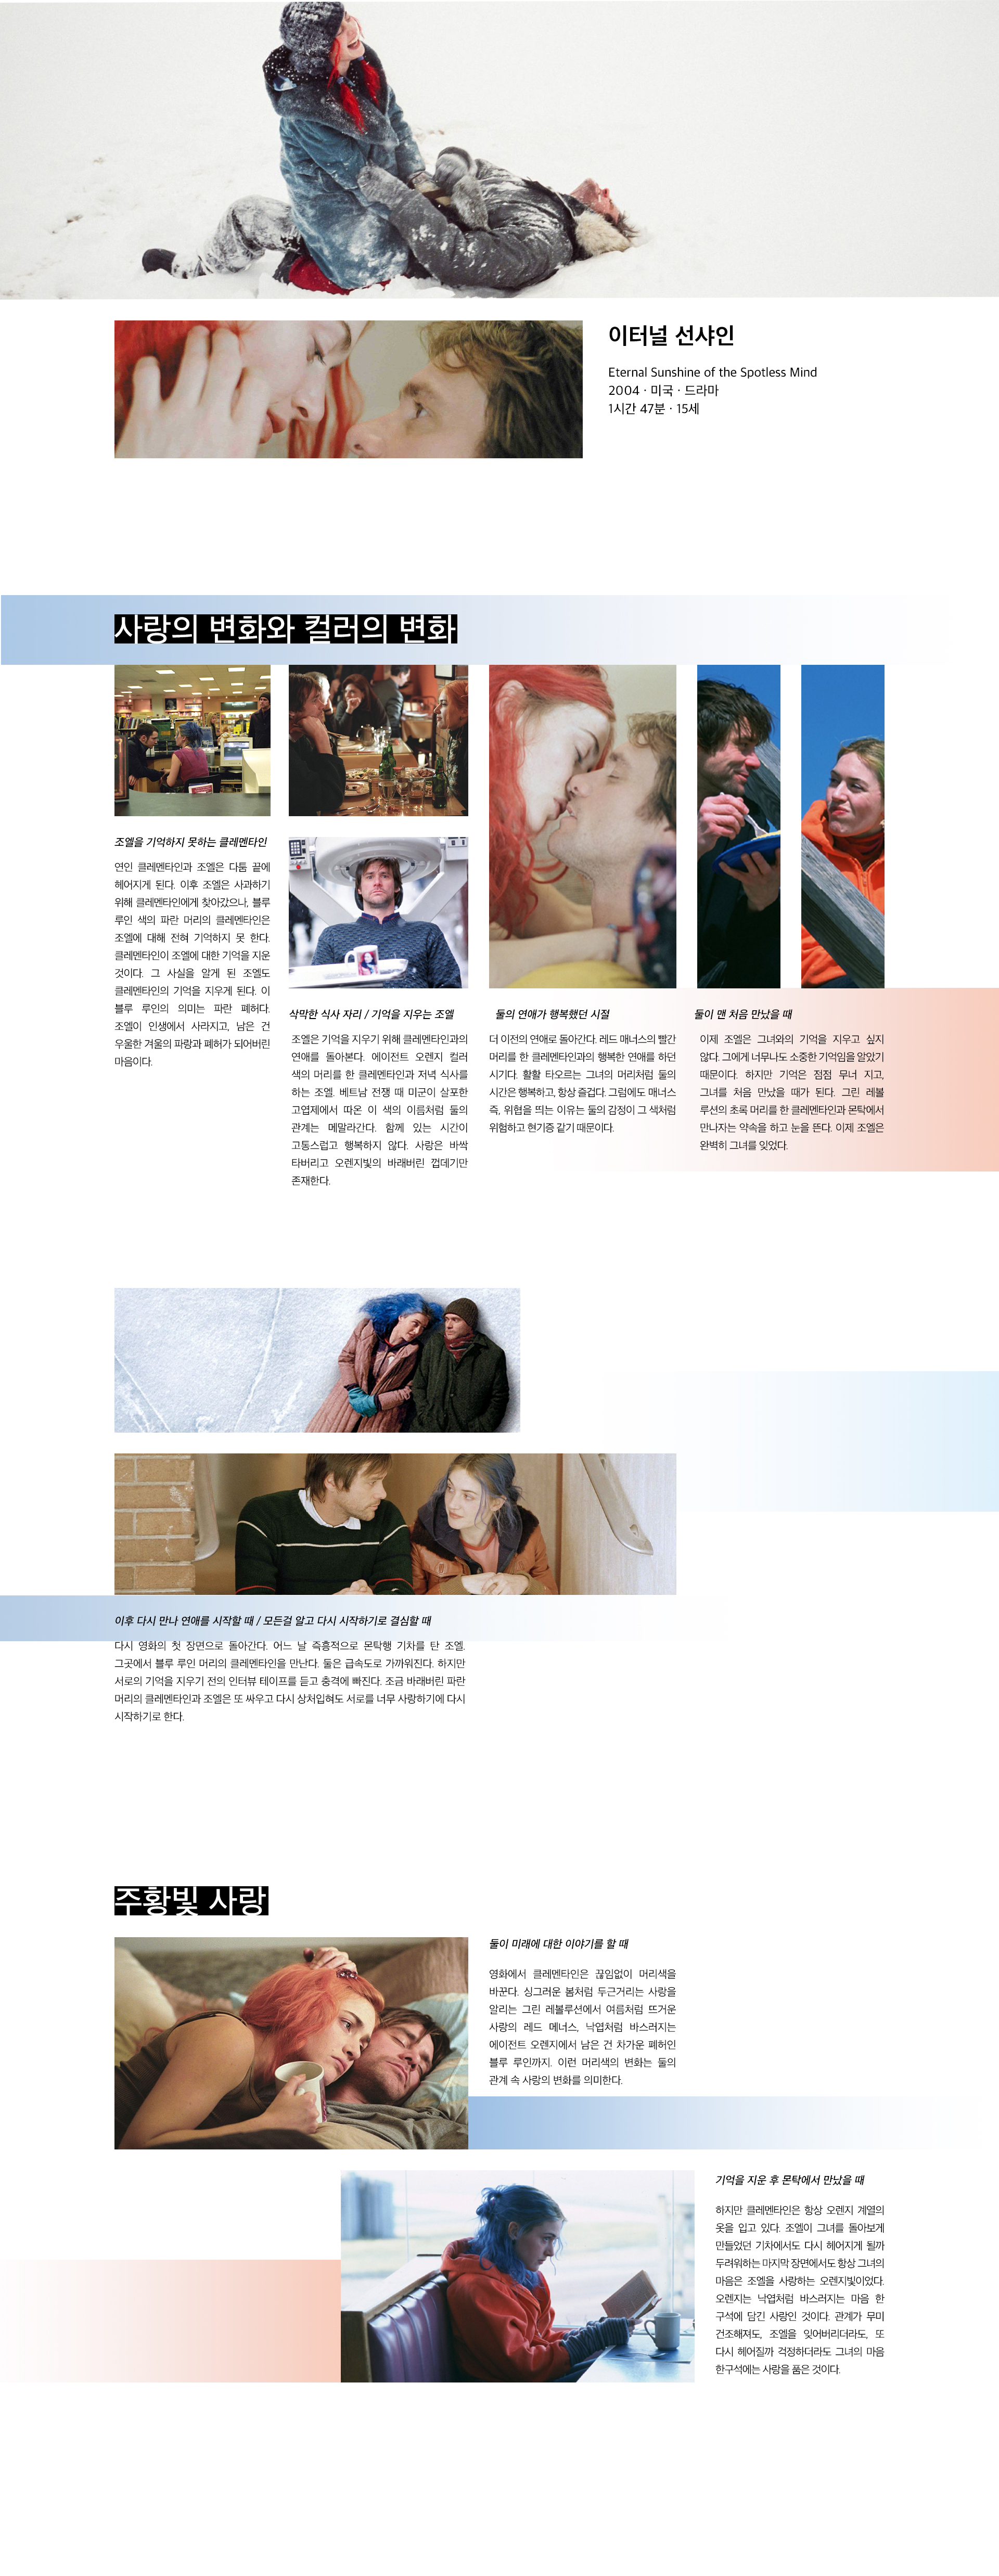 이터널 선샤인
Eternal Sunshine of the Spotless Mind
2004 · 미국 · 드라마
1시간 47분 · 15세
사랑의 변화와 컬러의 변화
조엘을 기억하지 못하는 클레멘타인
연인 클레멘타인과 조엘은 다툼 끝에
헤어지게 된다. 이후 조엘은 사과하기
위해 클레멘타인에게 찾아갔으나, 블루
루인 색의 파란 머리의 클레멘타인은
조엘에 대해 전혀 기억하지 못 한다.
클레멘타인이 조엘에 대한 기억을 지운
것이다. 그 사실을 알게 된 조엘도
클레멘타인의 기억을 지우게 된다. 이
블루 루인의 의미는 파란 폐허다.
조엘이 인생에서 사라지고, 남은 건
우울한 겨울의 파랑과 폐허가 되어버린
마음이다.
삭막한 식사 자리 / 기억을 지우는 조엘
조엘은 기억을 지우기 위해 클레멘타인과의
연애를 돌아본다. 에이전트 오렌지 컬러
색의 머리를 한 클레멘타인과 저녁 식사를
하는 조엘. 베트남 전쟁 때 미군이 살포한
고엽제에서 따온 이 색의 이름처럼 둘의
관계는 메말라간다. 함께 있는 시간이
고통스럽고 행복하지 않다. 사랑은 바싹
타버리고 오렌지빛의 바래버린 껍데기만
존재한다.
둘의 연애가 행복했던 시절
더 이전의 연애로 돌아간다. 레드 매너스의 빨간
머리를 한 클레멘타인과의 행복한 연애를 하던
시기다. 활활 타오르는 그녀의 머리처럼 둘의
시간은 행복하고, 항상 즐겁다. 그럼에도 매너스
즉, 위협을 띄는 이유는 둘의 감정이 그 색처럼
위험하고 현기증 같기 때문이다.
둘이 맨 처음 만났을 때
이제 조엘은 그녀와의 기억을 지우고 싶지
않다. 그에게 너무나도 소중한 기억임을 알았기
때문이다. 하지만 기억은 점점 무너 지고,
그녀를 처음 만났을 때가 된다. 그린 레볼
루션의 초록 머리를 한 클레멘타인과 몬탁에서
만나자는 약속을 하고 눈을 뜬다. 이제 조엘은
완벽히 그녀를 잊었다.
이후 다시 만나 연애를 시작할 때 / 모든걸 알고 다시 시작하기로 결심할 때
다시 영화의 첫 장면으로 돌아간다. 어느 날 즉흥적으로 몬탁행 기차를 탄 조엘.
그곳에서 블루 루인 머리의 클레멘타인을 만난다. 둘은 급속도로 가까워진다. 하지만
서로의 기억을 지우기 전의 인터뷰 테이프를 듣고 충격에 빠진다. 조금 바래버린 파란
머리의 클레멘타인과 조엘은 또 싸우고 다시 상처입혀도 서로를 너무 사랑하기에 다시
시작하기로 한다.
주황빛 사랑
둘이 미래에 대한 이야기를 할 때
영화에서 클레멘타인은 끊임없이 머리색을
바꾼다. 싱그러운 봄처럼 두근거리는 사랑을
알리는 그린 레볼루션에서 여름처럼 뜨거운
사랑의 레드 메너스, 낙엽처럼 바스러지는
에이전트 오렌지에서 남은 건 차가운 폐허인
블루 루인까지. 이런 머리색의 변화는 둘의
관계 속 사랑의 변화를 의미한다.
기억을 지운 후 몬탁에서 만났을 때
하지만 클레멘타인은 항상 오렌지 계열의
옷을 입고 있다. 조엘이 그녀를 돌아보게
만들었던 기차에서도 다시 헤어지게 될까
두려워하는 마지막 장면에서도 항상 그녀의
마음은 조엘을 사랑하는 오렌지빛이었다.
오렌지는 낙엽처럼 바스러지는 마음 한
구석에 담긴 사랑인 것이다. 관계가 무미
건조해져도, 조엘을 잊어버리더라도, 또
다시 헤어질까 걱정하더라도 그녀의 마음
한구석에는 사랑을 품은 것이다.